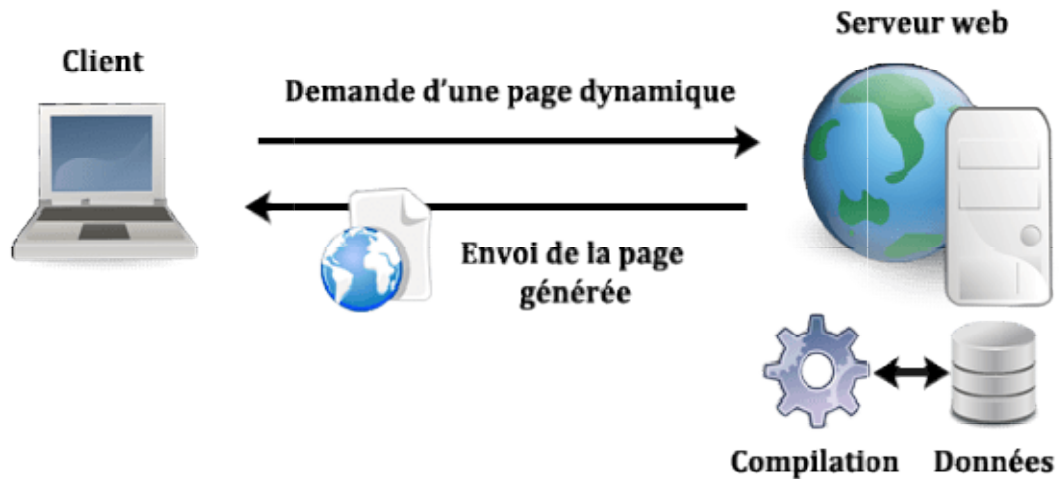 Serveur web
Client
Demande d'une page dynamique
Envoi de la page
générée
Compilation
Données